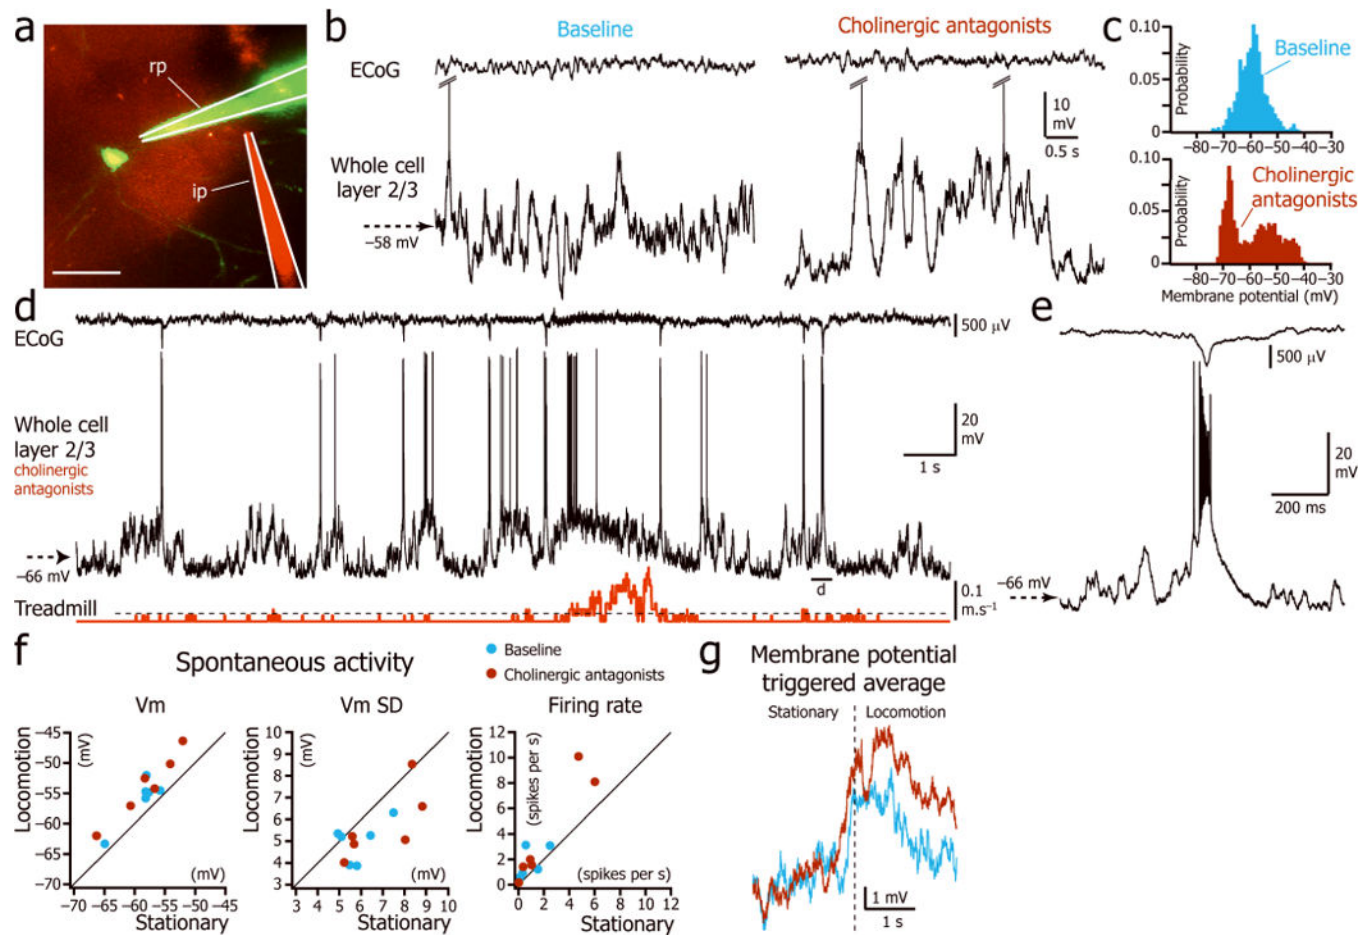 a
rp
ip
b
Baseline
Cholinergic antagonists
ECoG
10
mV
0.5 s
Whole cell
layer 2/3
−58 mV
c
0.10
0.05
0
Probability
Baseline
−80 −70 −60 −50 −40 −30
0.10
0.05
0
Probability
Cholinergic
antagonists
−80 −70 −60 −50 −40 −30
Membrane potential (mV)
d
ECoG
500 µV
Whole cell
layer 2/3
cholinergic
antagonists
20
mV
1 s
−66 mV
d
Treadmill
0.1
m.s⁻¹
e
500 µV
20
mV
200 ms
−66 mV
f
Spontaneous activity
Baseline
Cholinergic antagonists
Vm
Locomotion
(mV)
−45
−50
−55
−60
−65
−70
−70 −65 −60 −55 −50 −45
(mV)
Stationary
Vm SD
Locomotion
(mV)
10
9
8
7
6
5
4
3
3 4 5 6 7 8 9 10
(mV)
Stationary
Firing rate
Locomotion
(spikes per s)
12
10
8
6
4
2
0
0 2 4 6 8 10 12
(spikes per s)
Stationary
g
Membrane potential
triggered average
Stationary
Locomotion
1 mV
1 s